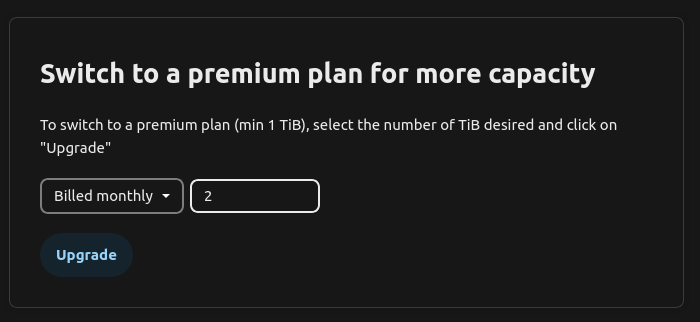 Switch to a premium plan for more capacity
To switch to a premium plan (min 1 TiB), select the number of TiB desired and click on
"Upgrade"
Billed monthly 2
Upgrade